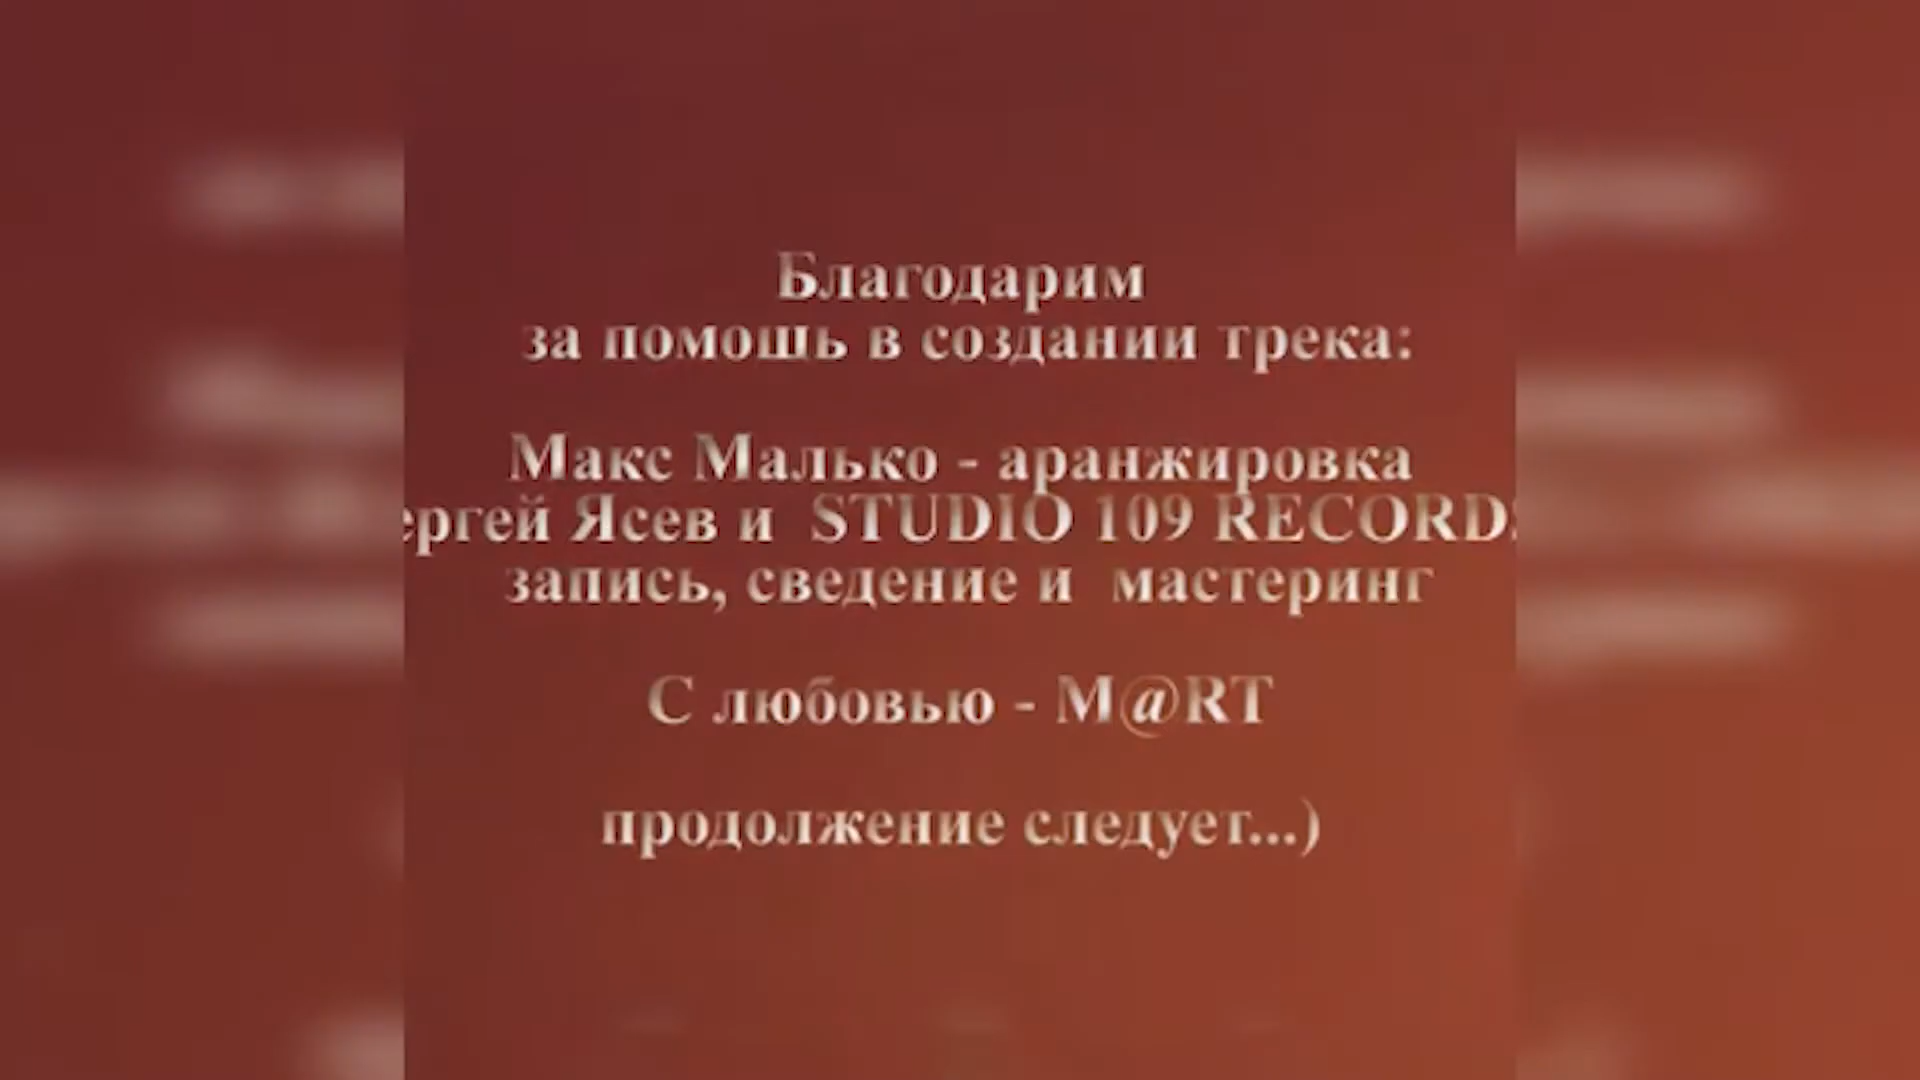 Благодарим
за помошь в создании трека:
Макс Малько - аранжировка
ергей Ясев и STUDIO 109 RECORDS
запись, сведение и мастеринг
С любовью - M@RT
продолжение следует...)